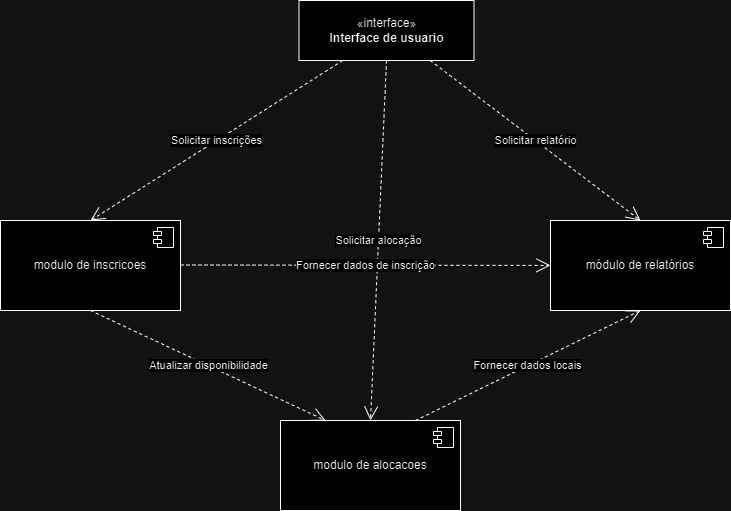 «interface»
Interface de usuario
Solicitar inscrições
Solicitar relatório
Solicitar alocação
modulo de inscricoes
Fornecer dados de inscrição
módulo de relatórios
Atualizar disponibilidade
Fornecer dados locais
modulo de alocacoes